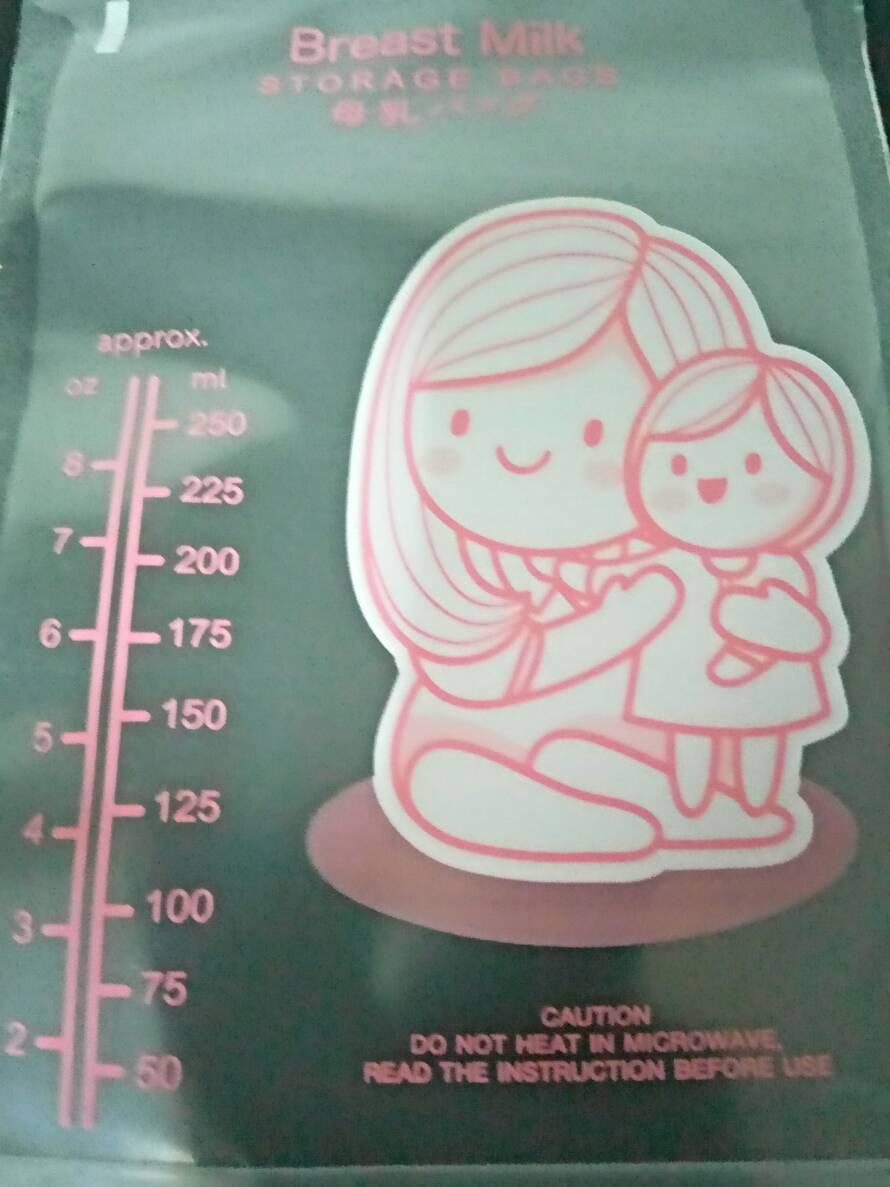 Breast Milk
STORAGE BAGS
母乳バッグ
approx.
oz ml
250
8
225
7
200
6 175
150
5
125
4
100
3
75
2
50
CAUTION
DO NOT HEAT IN MICROWAVE.
READ THE INSTRUCTION BEFORE USE